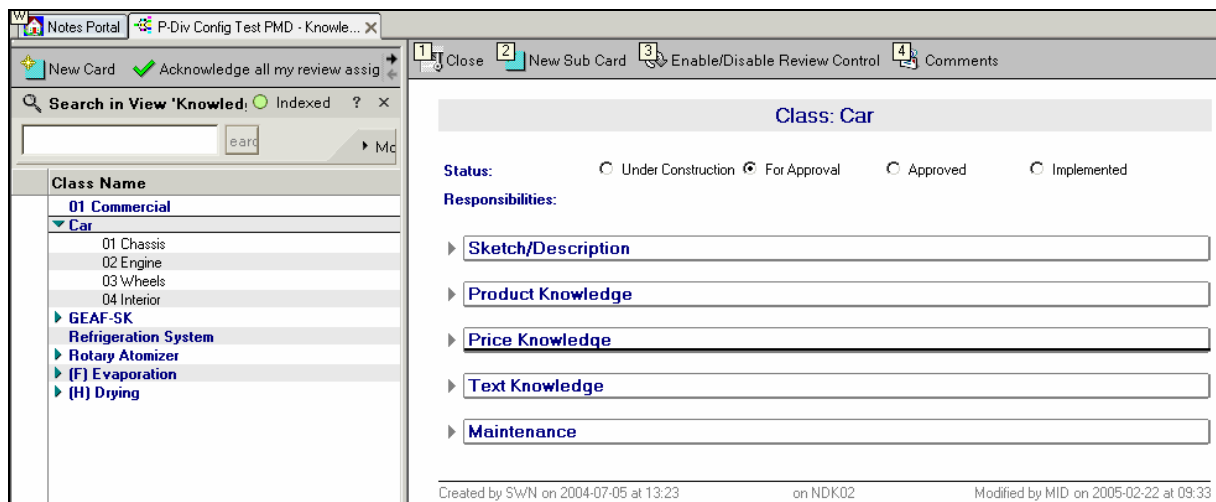 W
Notes Portal
P-Div Config Test PMD - Knowle...
New Card Acknowledge all my review assig
Search in View 'Knowled Indexed ? ×
earc Mo
Class Name
01 Commercial
Car
01 Chassis
02 Engine
03 Wheels
04 Interior
GEAF-SK
Refrigeration System
Rotary Atomizer
(F) Evaporation
(H) Drying
1 Close 2 New Sub Card 3 Enable/Disable Review Control 4 Comments
Class: Car
Status: Under Construction For Approval Approved Implemented
Responsibilities:
Sketch/Description
Product Knowledge
Price Knowledge
Text Knowledge
Maintenance
Created by SWN on 2004-07-05 at 13:23 on NDK02 Modified by MID on 2005-02-22 at 09:33